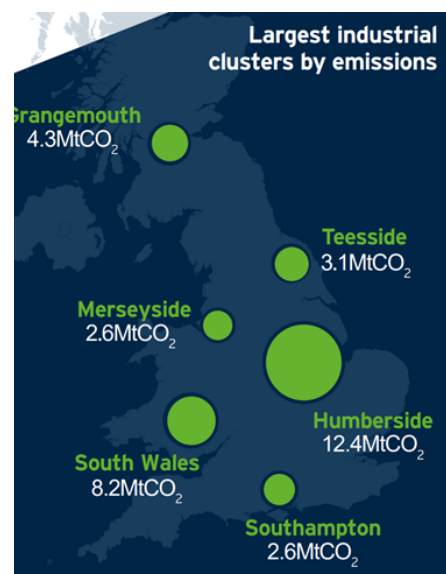 Largest industrial
clusters by emissions
Grangemouth
4.3MtCO₂
Teesside
3.1MtCO₂
Merseyside
2.6MtCO₂
Humberside
12.4MtCO₂
South Wales
8.2MtCO₂
Southampton
2.6MtCO₂